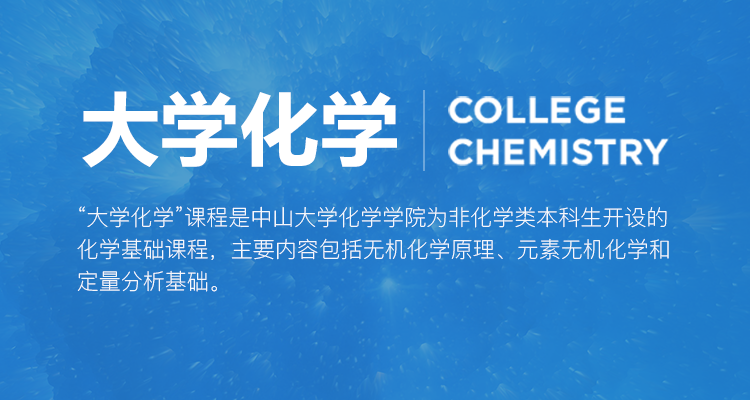 大学化学
COLLEGE
CHEMISTRY
“大学化学”课程是中山大学化学学院为非化学类本科生开设的
化学基础课程，主要内容包括无机化学原理、元素无机化学和
定量分析基础。